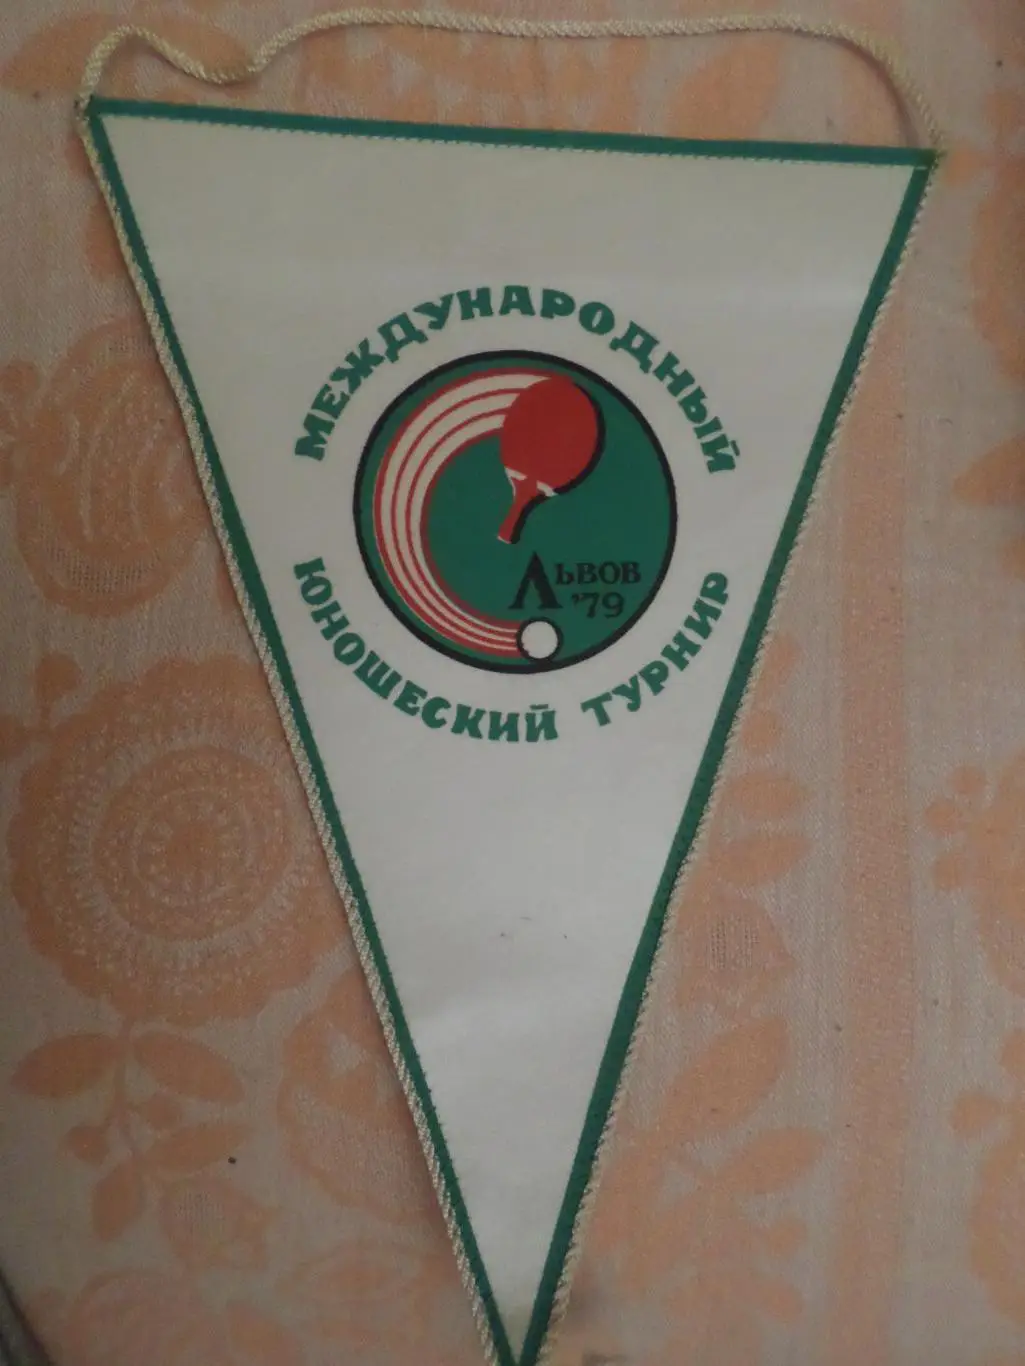 МЕЖДУНАРОДНЫЙ
Львов
'79
ЮНОШЕСКИЙ ТУРНИР